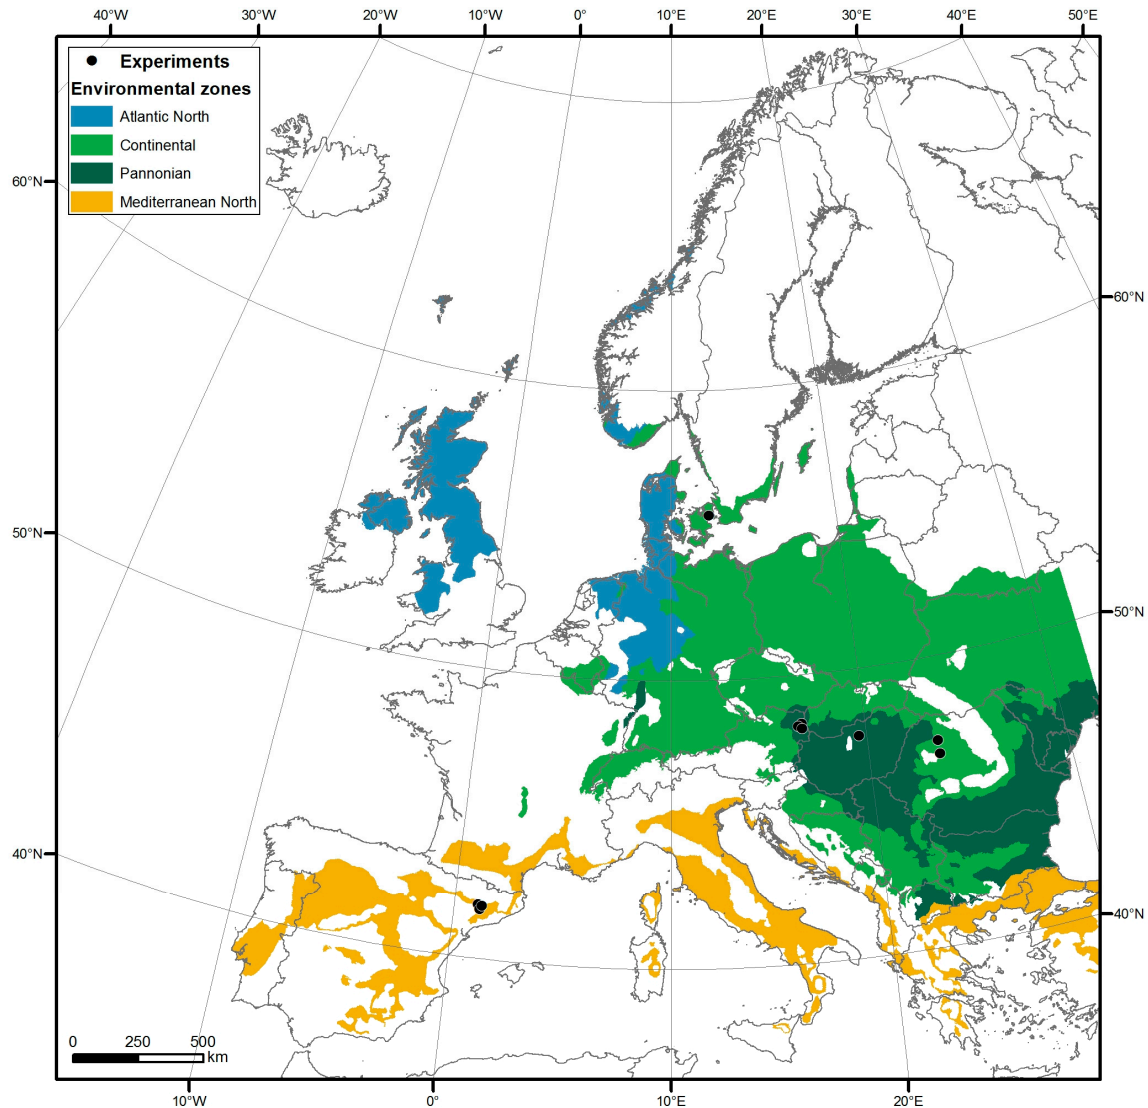 40°W 30°W 20°W 10°W 0° 10°E 20°E 30°E 40°E 50°E
Experiments
Environmental zones
Atlantic North
Continental
Pannonian
Mediterranean North
60°N
60°N
50°N
50°N
40°N
40°N
0 250 500
km
10°W 0° 10°E 20°E